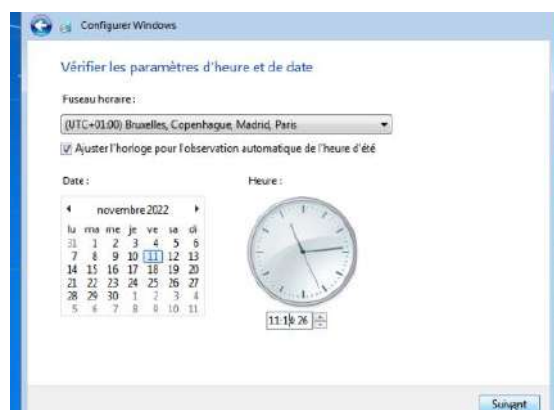 Configurer Windows
Vérifier les paramètres d'heure et de date
Fuseau horaire :
(UTC+01:00) Bruxelles, Copenhague, Madrid, Paris
Ajuster l'horloge pour l'observation automatique de l'heure d'été
Date :
novembre 2022
lu ma me je ve sa di
31 1 2 3 4 5 6
7 8 9 10 11 12 13
14 15 16 17 18 19 20
21 22 23 24 25 26 27
28 29 30 1 2 3 4
5 6 7 8 9 10 11
Heure :
Suivant